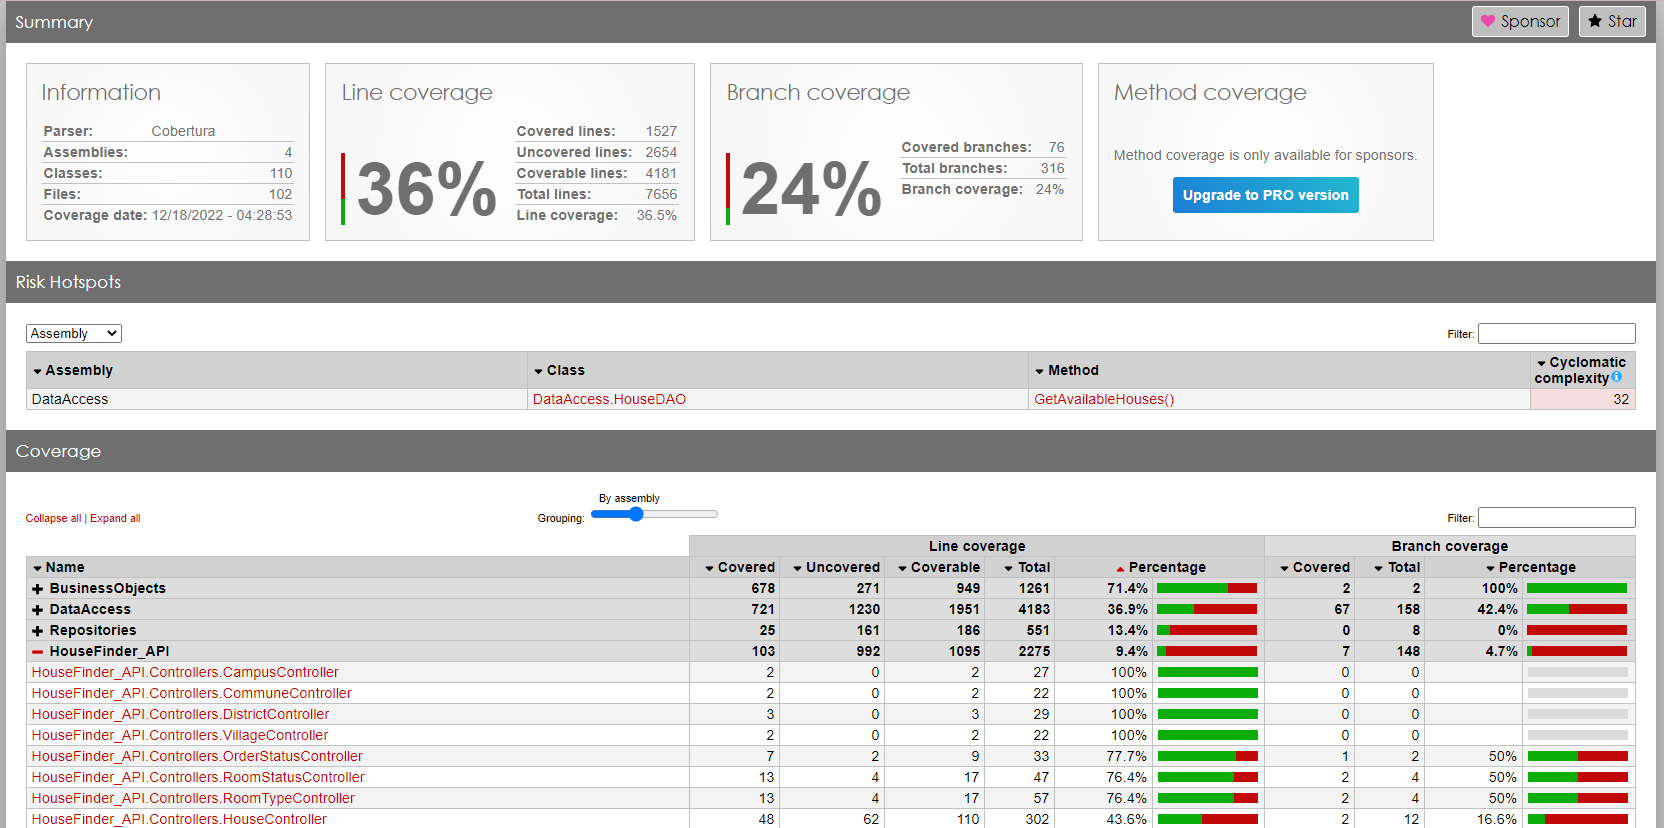 Summary
Sponsor
Star
Information
Parser: Cobertura
Assemblies: 4
Classes: 110
Files: 102
Coverage date: 12/18/2022 - 04:28:53
Line coverage
36%
Covered lines: 1527
Uncovered lines: 2654
Coverable lines: 4181
Total lines: 7656
Line coverage: 36.5%
Branch coverage
24%
Covered branches: 76
Total branches: 316
Branch coverage: 24%
Method coverage
Method coverage is only available for sponsors.
Upgrade to PRO version
Risk Hotspots
Assembly
Filter:
Assembly Class Method Cyclomatic complexity
DataAccess DataAccess.HouseDAO GetAvailableHouses() 32
Coverage
Collapse all | Expand all
By assembly
Grouping:
Filter:
Line coverage Branch coverage
Name Covered Uncovered Coverable Total Percentage Covered Total Percentage
BusinessObjects 678 271 949 1261 71.4% 2 2 100%
DataAccess 721 1230 1951 4183 36.9% 67 158 42.4%
Repositories 25 161 186 551 13.4% 0 8 0%
HouseFinder_API 103 992 1095 2275 9.4% 7 148 4.7%
HouseFinder_API.Controllers.CampusController 2 0 2 27 100% 0 0
HouseFinder_API.Controllers.CommuneController 2 0 2 22 100% 0 0
HouseFinder_API.Controllers.DistrictController 3 0 3 29 100% 0 0
HouseFinder_API.Controllers.VillageController 2 0 2 22 100% 0 0
HouseFinder_API.Controllers.OrderStatusController 7 2 9 33 77.7% 1 2 50%
HouseFinder_API.Controllers.RoomStatusController 13 4 17 47 76.4% 2 4 50%
HouseFinder_API.Controllers.RoomTypeController 13 4 17 57 76.4% 2 4 50%
HouseFinder_API.Controllers.HouseController 48 62 110 302 43.6% 2 12 16.6%